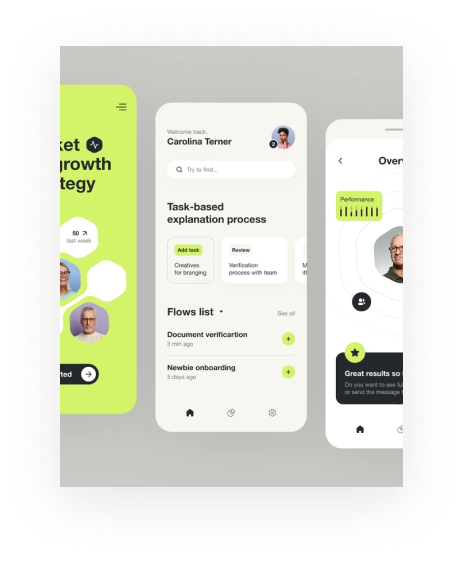 ket
growth
tegy
50
last week
rted
Welcome back,
Carolina Terner
2
Try to find...
Task-based
explanation process
Add task
Creatives
for branging
Review
Verification
process with team
M
iti
Flows list
See all
Document verificartion
3 min ago
Newbie onboarding
5 days ago
Overv
Performance
Great results so f
Do you want to see ful
or send the message t